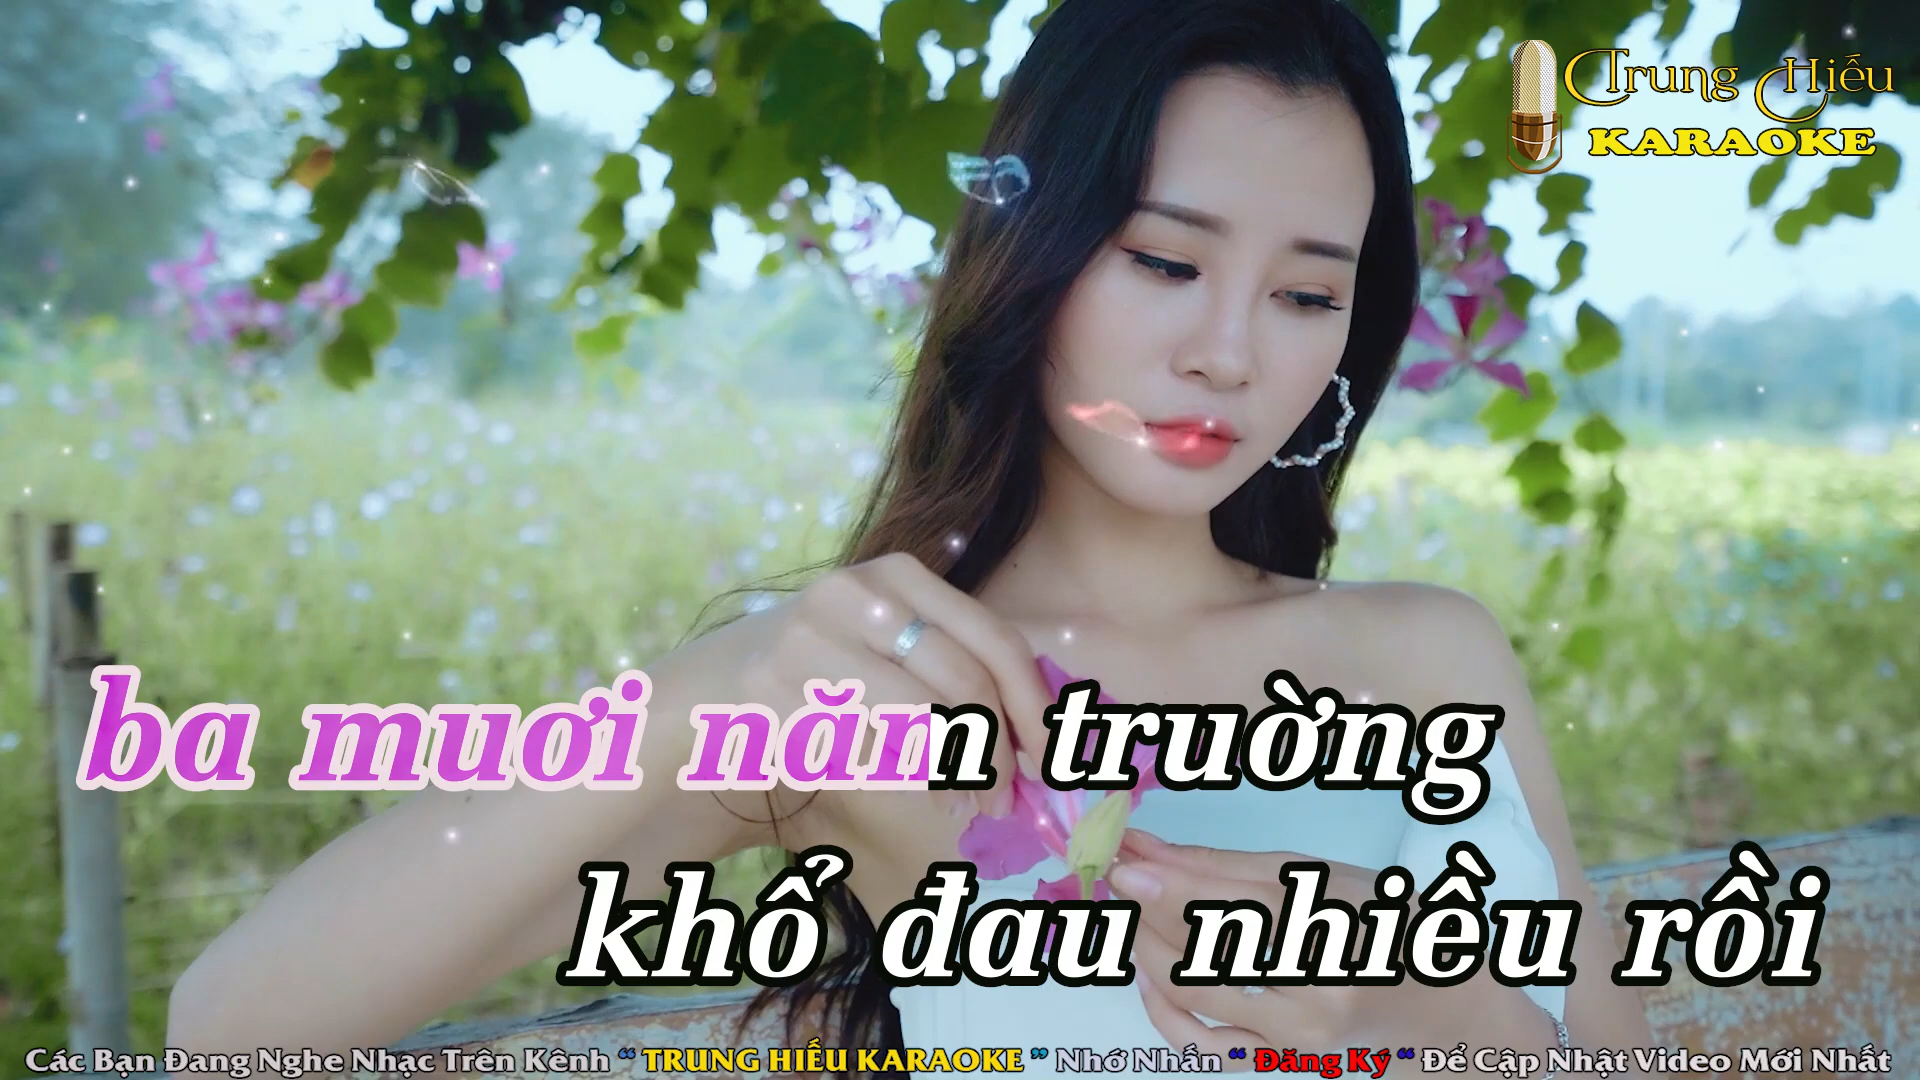 Trung Hiếu
KARAOKE
ba mươi năm trường
khổ đau nhiều rồi
Các Bạn Đang Nghe Nhạc Trên Kênh “ TRUNG HIẾU KARAOKE ” Nhớ Nhấn “ Đăng Ký “ Để Cập Nhật Video Mới Nhất